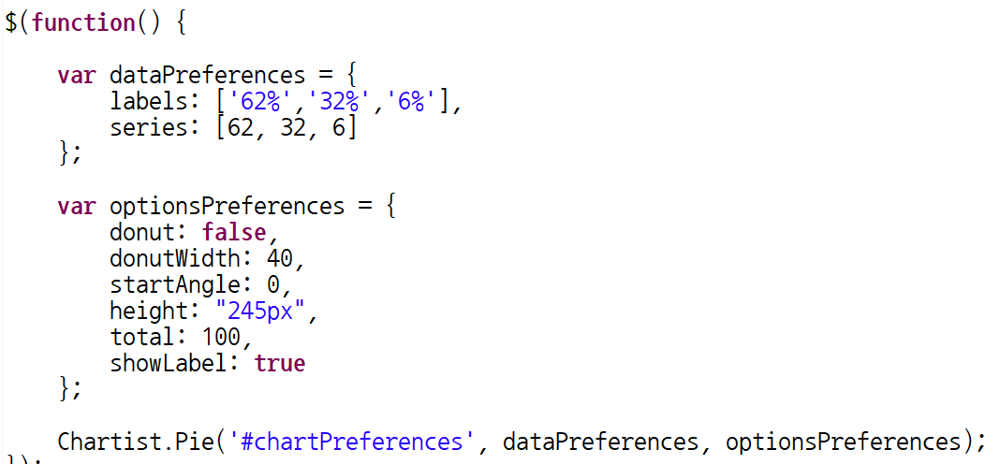 $(function() {
var dataPreferences = {
labels: ['62%','32%','6%'],
series: [62, 32, 6]
};
var optionsPreferences = {
donut: false,
donutWidth: 40,
startAngle: 0,
height: "245px",
total: 100,
showLabel: true
};
Chartist.Pie('#chartPreferences', dataPreferences, optionsPreferences);
});